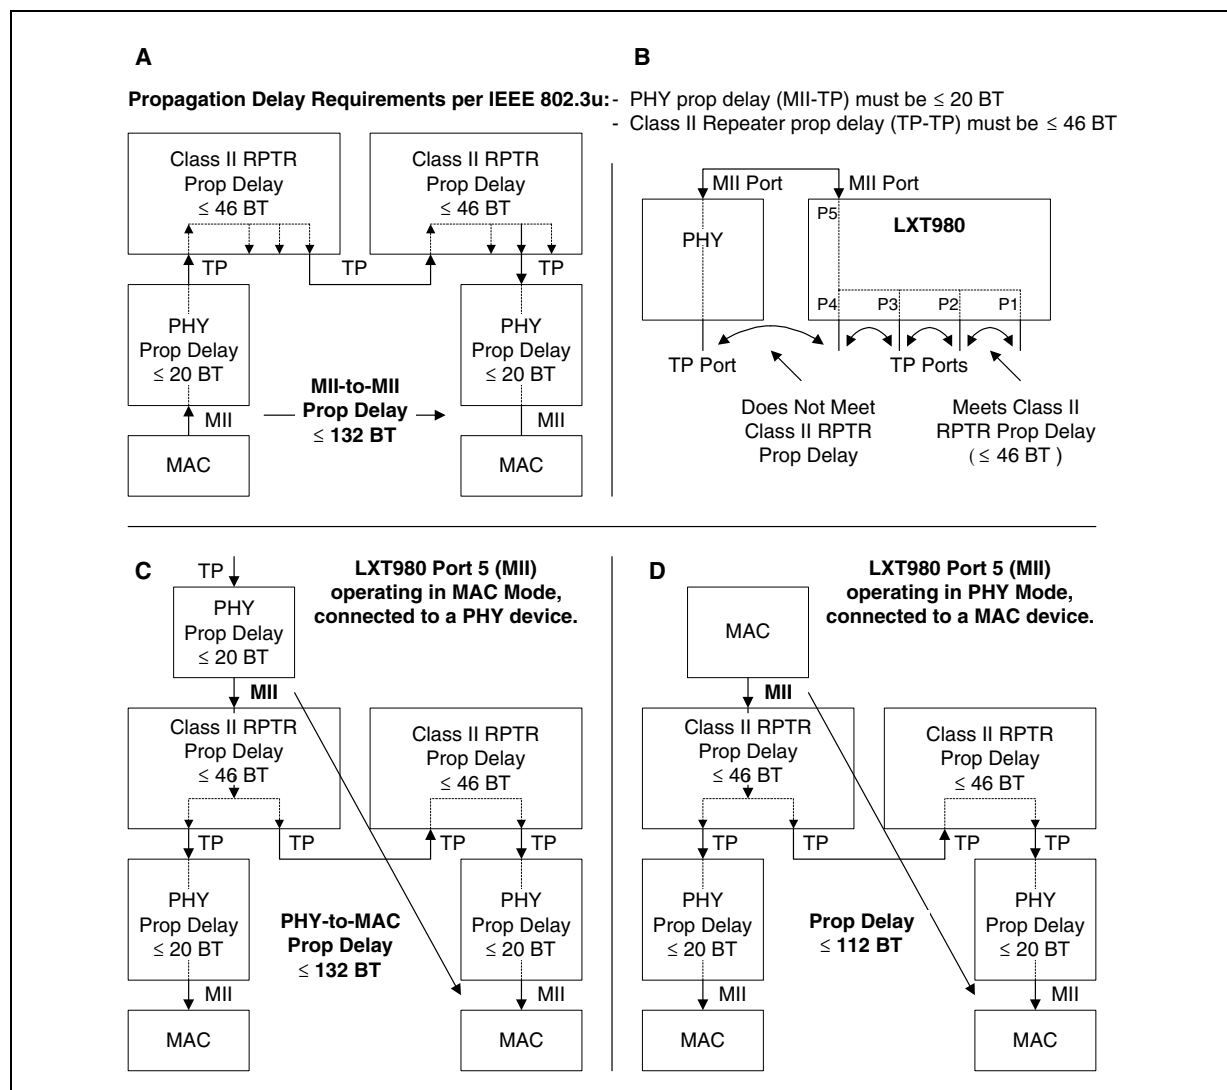 A
B
Propagation Delay Requirements per IEEE 802.3u:
- PHY prop delay (MII-TP) must be ≤ 20 BT
- Class II Repeater prop delay (TP-TP) must be ≤ 46 BT
Class II RPTR
Prop Delay
≤ 46 BT
Class II RPTR
Prop Delay
≤ 46 BT
TP
TP
TP
PHY
Prop Delay
≤ 20 BT
PHY
Prop Delay
≤ 20 BT
MII-to-MII
Prop Delay
≤ 132 BT
MII
MII
MAC
MAC
MII Port
MII Port
PHY
P5
LXT980
P4
P3
P2
P1
TP Port
TP Ports
Does Not Meet
Class II RPTR
Prop Delay
Meets Class II
RPTR Prop Delay
( ≤ 46 BT )
C
TP
LXT980 Port 5 (MII)
operating in MAC Mode,
connected to a PHY device.
PHY
Prop Delay
≤ 20 BT
MII
Class II RPTR
Prop Delay
≤ 46 BT
Class II RPTR
Prop Delay
≤ 46 BT
TP
TP
TP
TP
PHY
Prop Delay
≤ 20 BT
PHY-to-MAC
Prop Delay
≤ 132 BT
PHY
Prop Delay
≤ 20 BT
MII
MII
MAC
MAC
D
LXT980 Port 5 (MII)
operating in PHY Mode,
connected to a MAC device.
MAC
MII
Class II RPTR
Prop Delay
≤ 46 BT
Class II RPTR
Prop Delay
≤ 46 BT
TP
TP
TP
TP
PHY
Prop Delay
≤ 20 BT
Prop Delay
≤ 112 BT
PHY
Prop Delay
≤ 20 BT
MII
MII
MAC
MAC